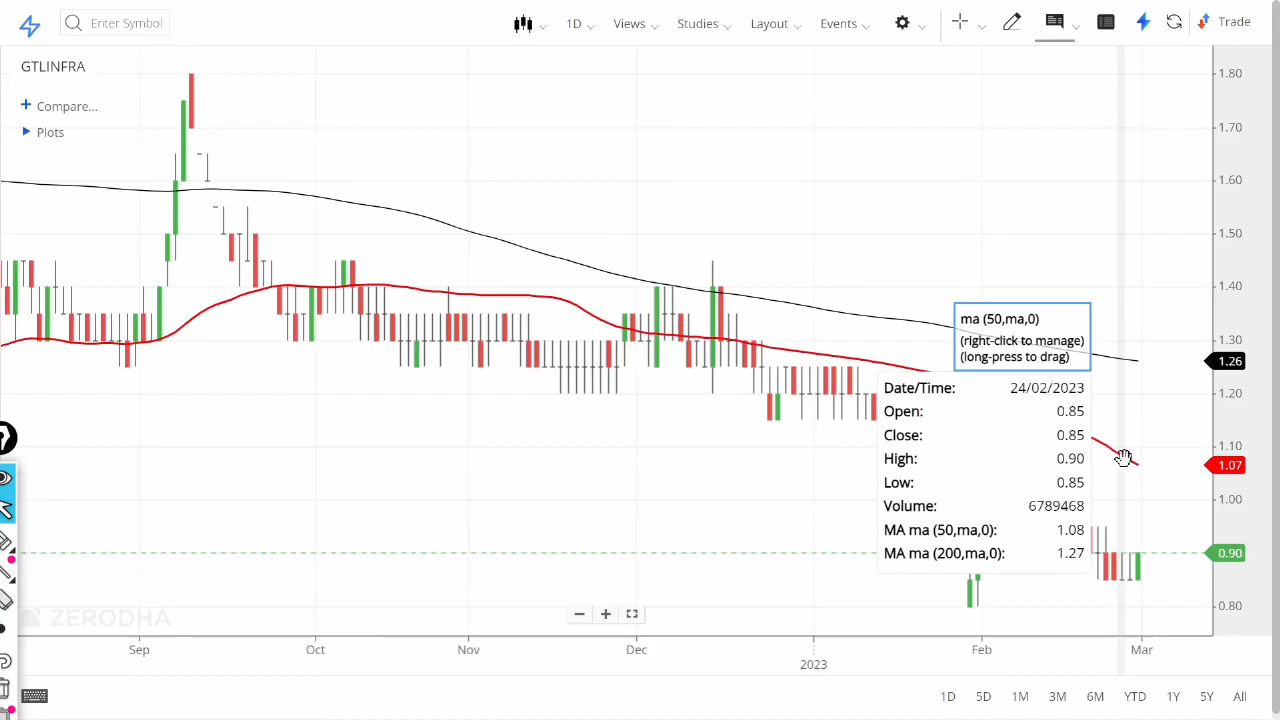 Enter Symbol 1D Views Studies Layout Events Trade
GTLINFRA
+ Compare...
Plots
1.80
1.70
1.60
1.50
1.40
1.30
1.26
1.20
1.10
1.07
1.00
0.90
0.80
ma (50,ma,0)
(right-click to manage)
(long-press to drag)
Date/Time: 24/02/2023
Open: 0.85
Close: 0.85
High: 0.90
Low: 0.85
Volume: 6789468
MA ma (50,ma,0): 1.08
MA ma (200,ma,0): 1.27
ZERODHA
Sep Oct Nov Dec 2023 Feb Mar
1D 5D 1M 3M 6M YTD 1Y 5Y All